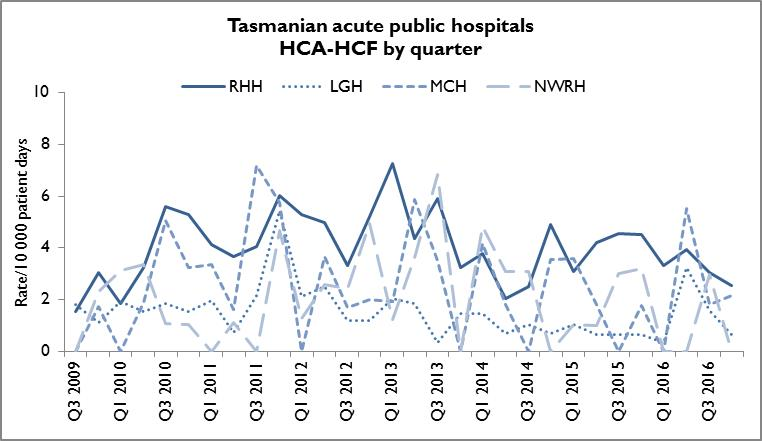 Tasmanian acute public hospitals
HCA-HCF by quarter
RHH LGH MCH NWRH
Rate/10 000 patient days
10
8
6
4
2
0
Q3 2009
Q1 2010
Q3 2010
Q1 2011
Q3 2011
Q1 2012
Q3 2012
Q1 2013
Q3 2013
Q1 2014
Q3 2014
Q1 2015
Q3 2015
Q1 2016
Q3 2016